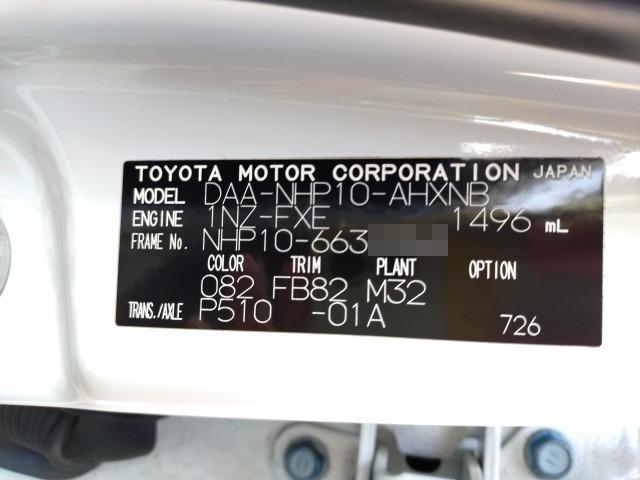 TOYOTA MOTOR CORPORATION JAPAN
MODEL DAA-NHP10-AHXNB
ENGINE 1NZ-FXE 1496 mL
FRAME No. NHP10-663
COLOR TRIM PLANT OPTION
082 FB82 M32
TRANS./AXLE P510 -01A 726